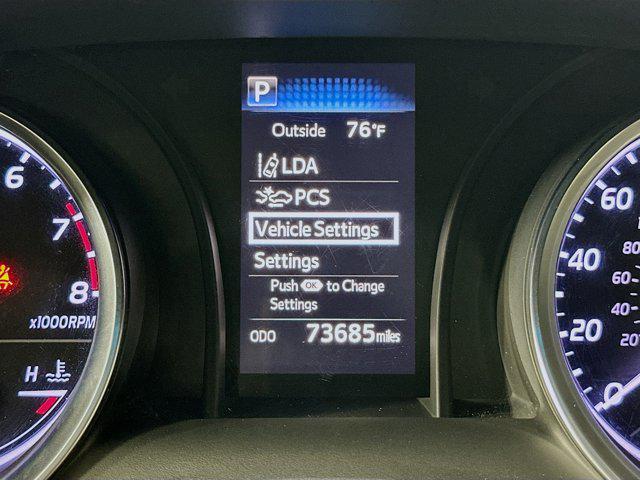 P
Outside 76°F
LDA
PCS
Vehicle Settings
Settings
Push OK to Change
Settings
ODO 73685 miles
6
7
8
x1000RPM
H
60
40
20
0
80
60
40
20